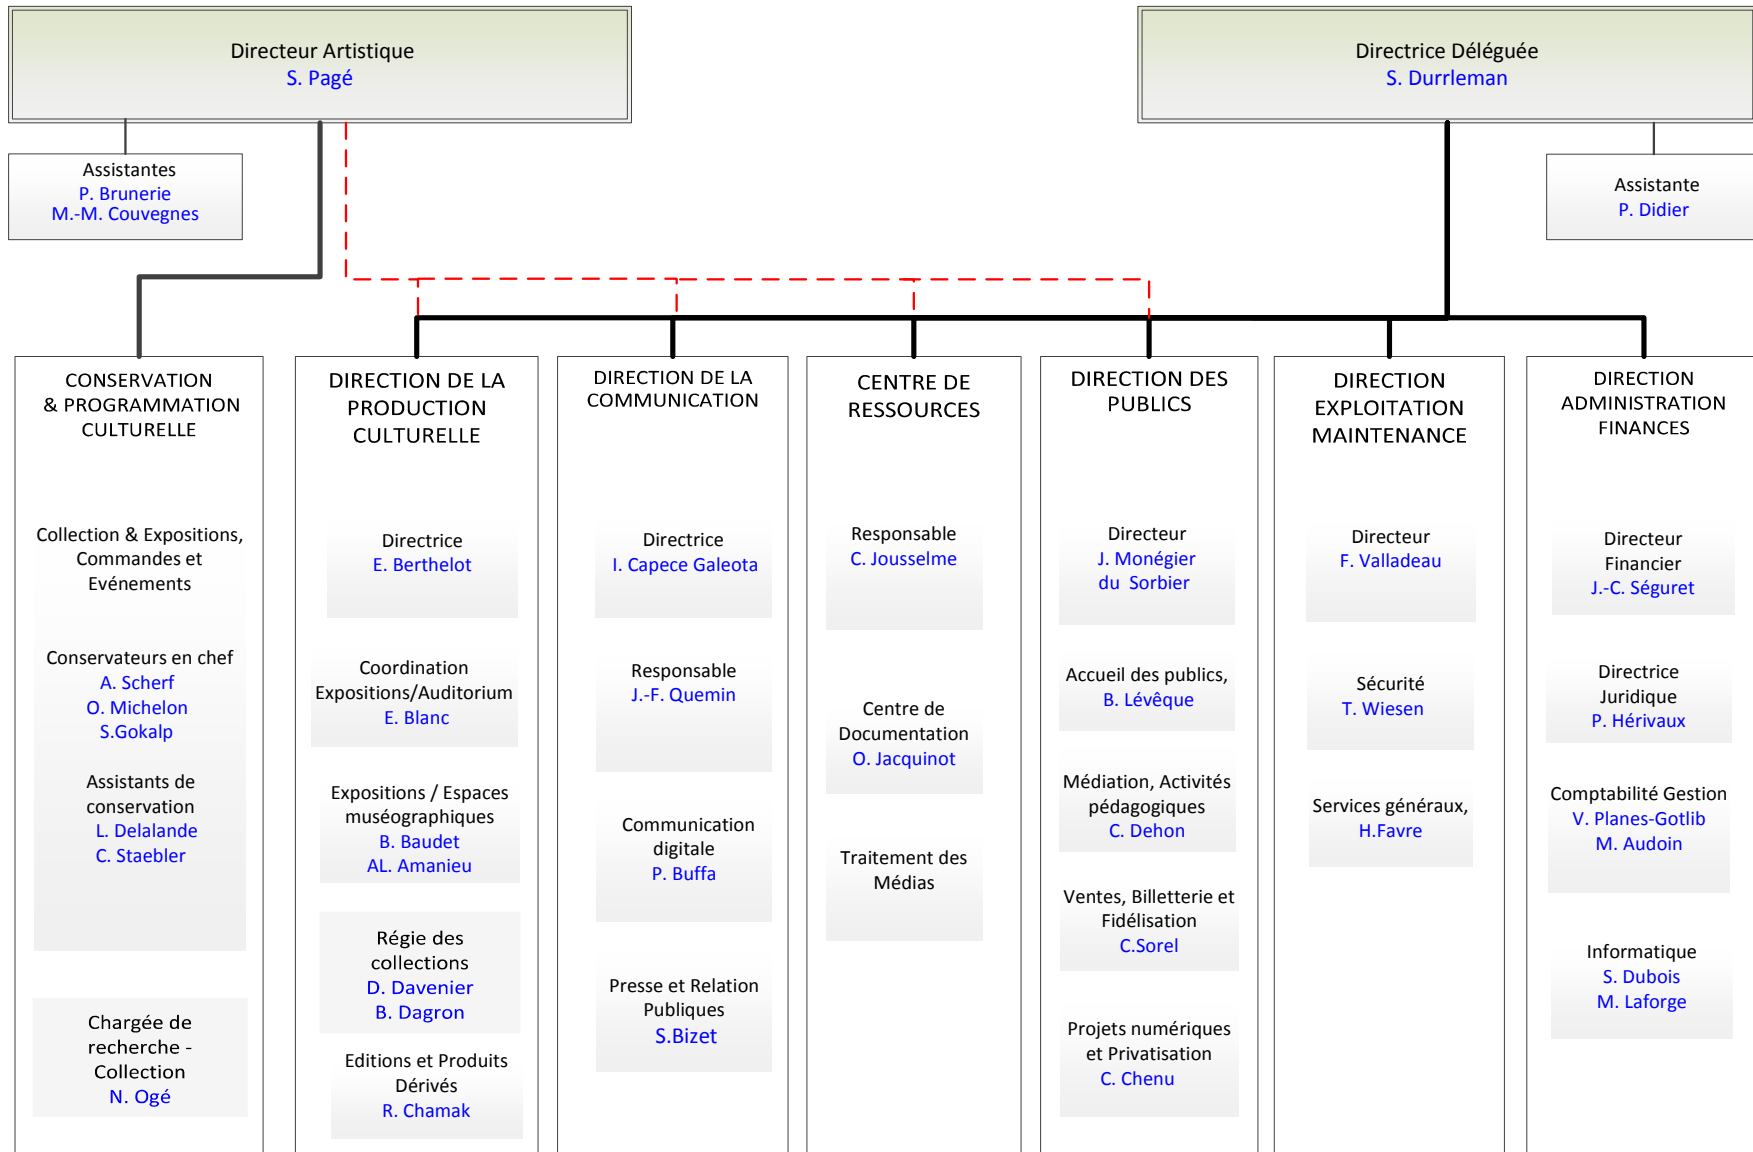 Directeur Artistique
S. Pagé
Directrice Déléguée
S. Durrleman
Assistantes
P. Brunerie
M.-M. Couvegnes
Assistante
P. Didier
CONSERVATION
& PROGRAMMATION
CULTURELLE
Collection & Expositions,
Commandes et
Evénements
Conservateurs en chef
A. Scherf
O. Michelon
S.Gokalp
Assistants de
conservation
L. Delalande
C. Staebler
Chargée de
recherche -
Collection
N. Ogé
DIRECTION DE LA
PRODUCTION
CULTURELLE
Directrice
E. Berthelot
Coordination
Expositions/Auditorium
E. Blanc
Expositions / Espaces
muséographiques
B. Baudet
AL. Amanieu
Régie des
collections
D. Davenier
B. Dagron
Editions et Produits
Dérivés
R. Chamak
DIRECTION DE LA
COMMUNICATION
Directrice
I. Capece Galeota
Responsable
J.-F. Quemin
Communication
digitale
P. Buffa
Presse et Relation
Publiques
S.Bizet
CENTRE DE
RESSOURCES
Responsable
C. Jousselme
Centre de
Documentation
O. Jacquinot
Traitement des
Médias
DIRECTION DES
PUBLICS
Directeur
J. Monégier
du Sorbier
Accueil des publics,
B. Lévêque
Médiation, Activités
pédagogiques
C. Dehon
Ventes, Billetterie et
Fidélisation
C.Sorel
Projets numériques
et Privatisation
C. Chenu
DIRECTION
EXPLOITATION
MAINTENANCE
Directeur
F. Valladeau
Sécurité
T. Wiesen
Services généraux,
H.Favre
DIRECTION
ADMINISTRATION
FINANCES
Directeur
Financier
J.-C. Séguret
Directrice
Juridique
P. Hérivaux
Comptabilité Gestion
V. Planes-Gotlib
M. Audoin
Informatique
S. Dubois
M. Laforge